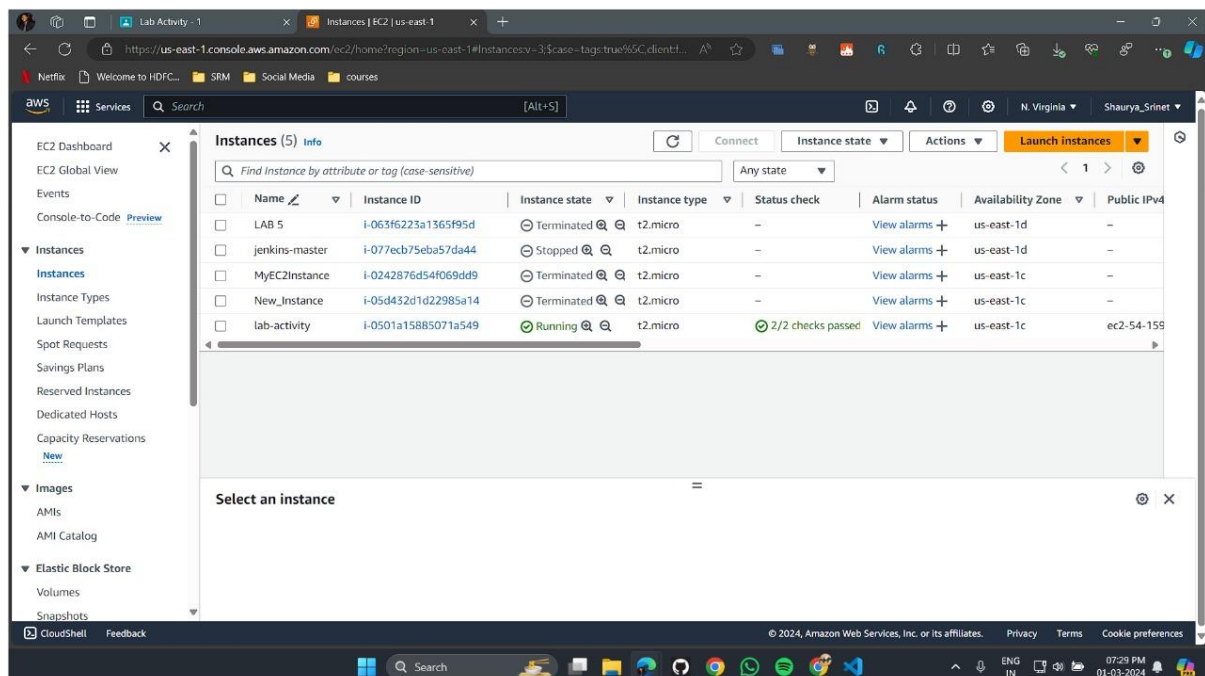 Lab Activity - 1
Instances | EC2 | us-east-1
https://us-east-1.console.aws.amazon.com/ec2/home?region=us-east-1#Instances:v=3;$case=tags:true%5C,client:f...
Netflix Welcome to HDFC... SRM Social Media courses
aws Services Search [Alt+S] N. Virginia Shaurya_Srinet
EC2 Dashboard
EC2 Global View
Events
Console-to-Code Preview
Instances
Instances
Instance Types
Launch Templates
Spot Requests
Savings Plans
Reserved Instances
Dedicated Hosts
Capacity Reservations
New
Images
AMIs
AMI Catalog
Elastic Block Store
Volumes
Snapshots
Instances (5) Info Connect Instance state Actions Launch instances
Find Instance by attribute or tag (case-sensitive) Any state 1
Name Instance ID Instance state Instance type Status check Alarm status Availability Zone Public IPv4
LAB 5 i-063f6223a1365f95d Terminated t2.micro – View alarms + us-east-1d –
jenkins-master i-077ecb75eba57da44 Stopped t2.micro – View alarms + us-east-1d –
MyEC2Instance i-0242876d54f069dd9 Terminated t2.micro – View alarms + us-east-1c –
New_Instance i-05d432d1d22985a14 Terminated t2.micro – View alarms + us-east-1c –
lab-activity i-0501a15885071a549 Running t2.micro 2/2 checks passed View alarms + us-east-1c ec2-54-159
Select an instance
CloudShell Feedback © 2024, Amazon Web Services, Inc. or its affiliates. Privacy Terms Cookie preferences
Search ENG IN 07:29 PM 01-03-2024